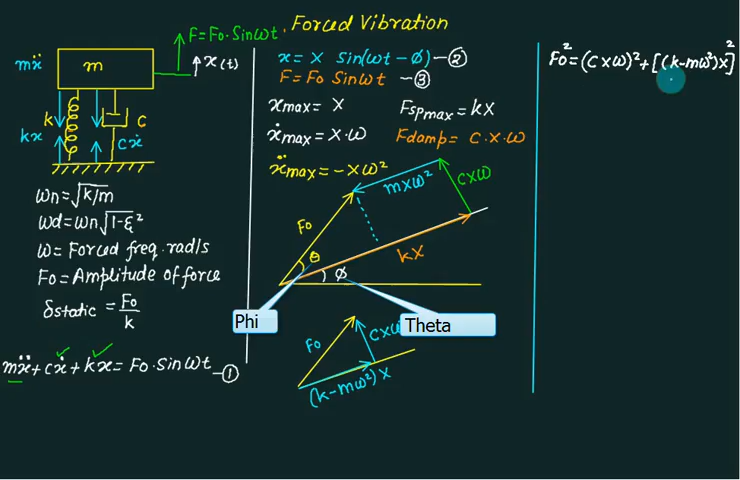 Forced Vibration
F = Fo · Sinωt ·
mẍ
m
x(t)
k
C
kx
Cẋ
ωn = √k/m
ωd = ωn √1-ξ²
ω = Forced freq. rad/s
Fo = Amplitude of force
δstatic = Fo/k
mẍ + cẋ + kx = Fo · Sinωt —①
x = X sin(ωt - ø) —②
F = Fo Sinωt —③
xmax = X
Fspmax = kX
ẋmax = X·ω
Fdamp = C·X·ω
ẍmax = -Xω²
mXω²
CXω
Fo
θ
kX
ø
Phi
Theta
Fo
CXω
(k-mω²)X
Fo² = (CXω)² + [(k-mω²)X]²